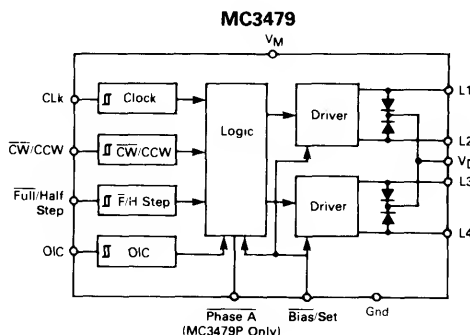 MC3479
VM
CLk
Clock
CW/CCW
CW/CCW
Full/Half
Step
F/H Step
OIC
OIC
Logic
Driver
Driver
L1
L2
VD
L3
L4
Phase A
(MC3479P Only)
Bias/Set
Gnd